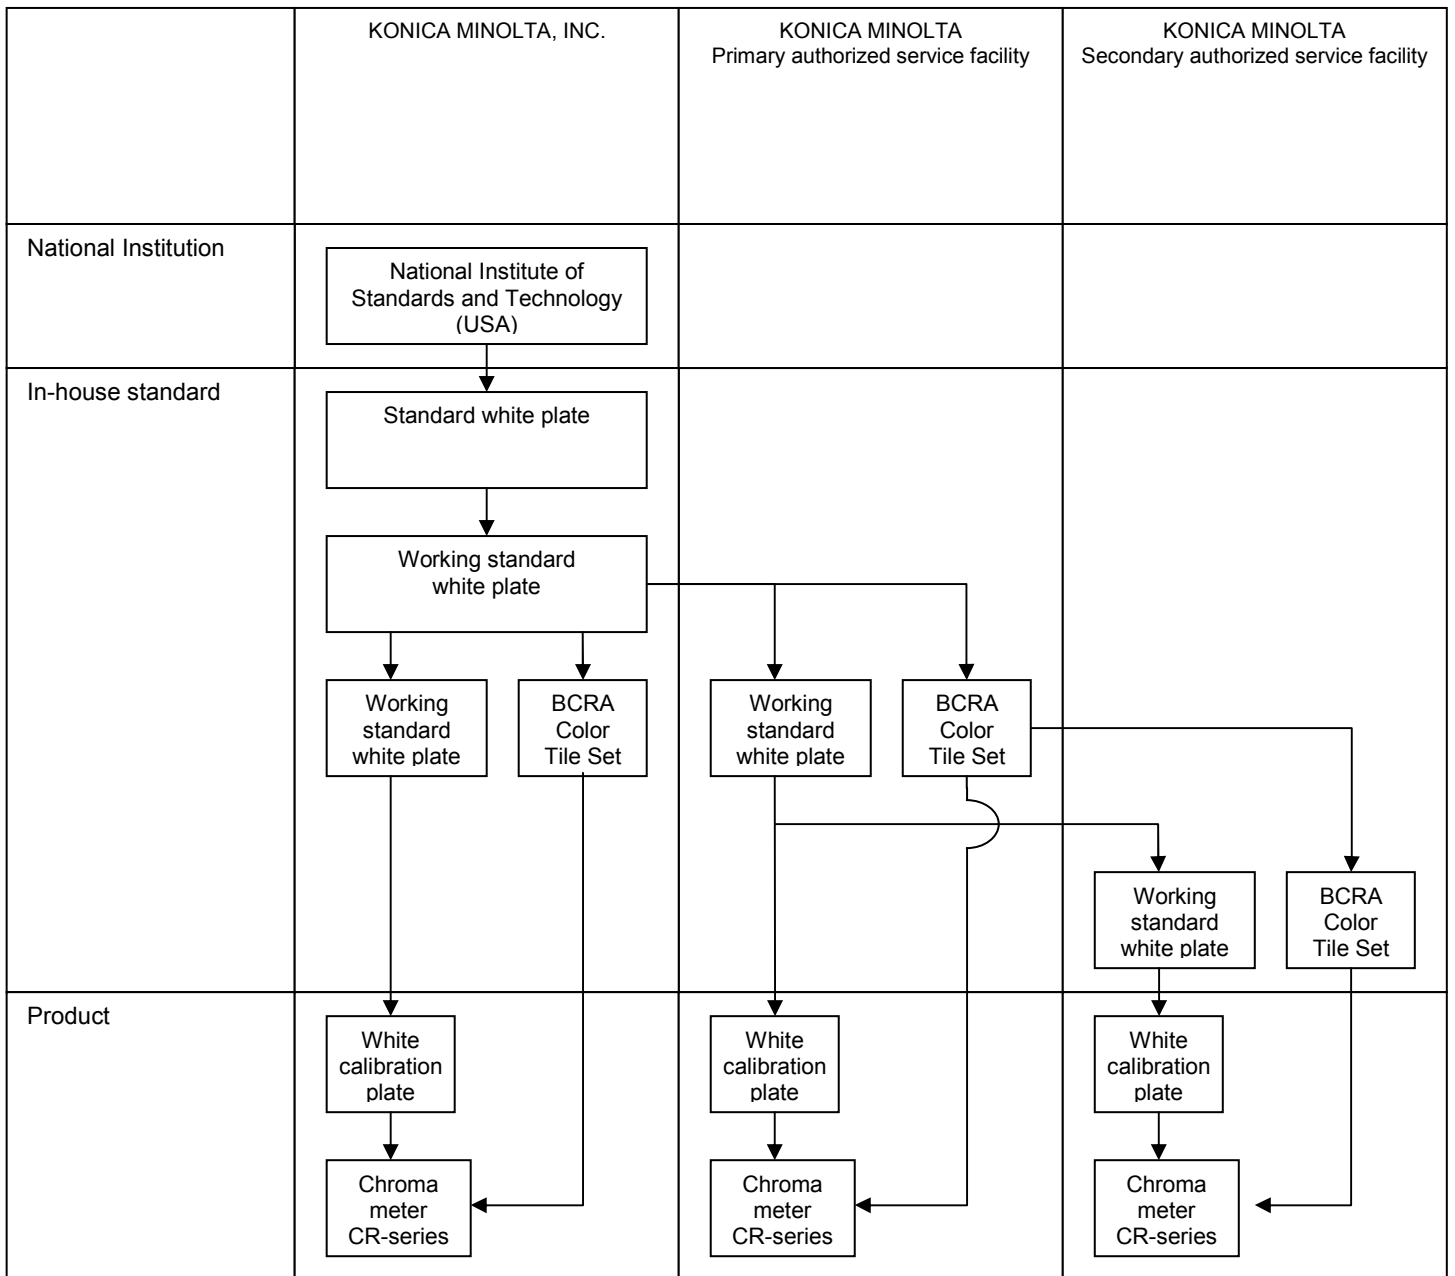 KONICA MINOLTA, INC.
KONICA MINOLTA
Primary authorized service facility
KONICA MINOLTA
Secondary authorized service facility
National Institution
National Institute of
Standards and Technology
(USA)
In-house standard
Standard white plate
Working standard
white plate
Working
standard
white plate
BCRA
Color
Tile Set
Working
standard
white plate
BCRA
Color
Tile Set
Working
standard
white plate
BCRA
Color
Tile Set
Product
White
calibration
plate
White
calibration
plate
White
calibration
plate
Chroma
meter
CR-series
Chroma
meter
CR-series
Chroma
meter
CR-series